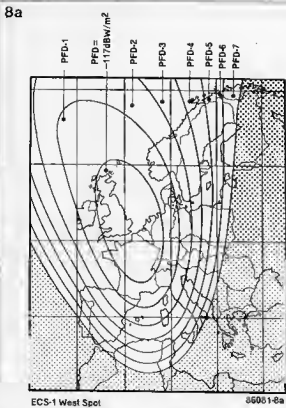 8a
PFD-1
PFD=
-117dBW/m2
PFD-2
PFD-3
PFD-4
PFD-5
PFD-6
PFD-7
ECS-1 West Spot
86081-8a